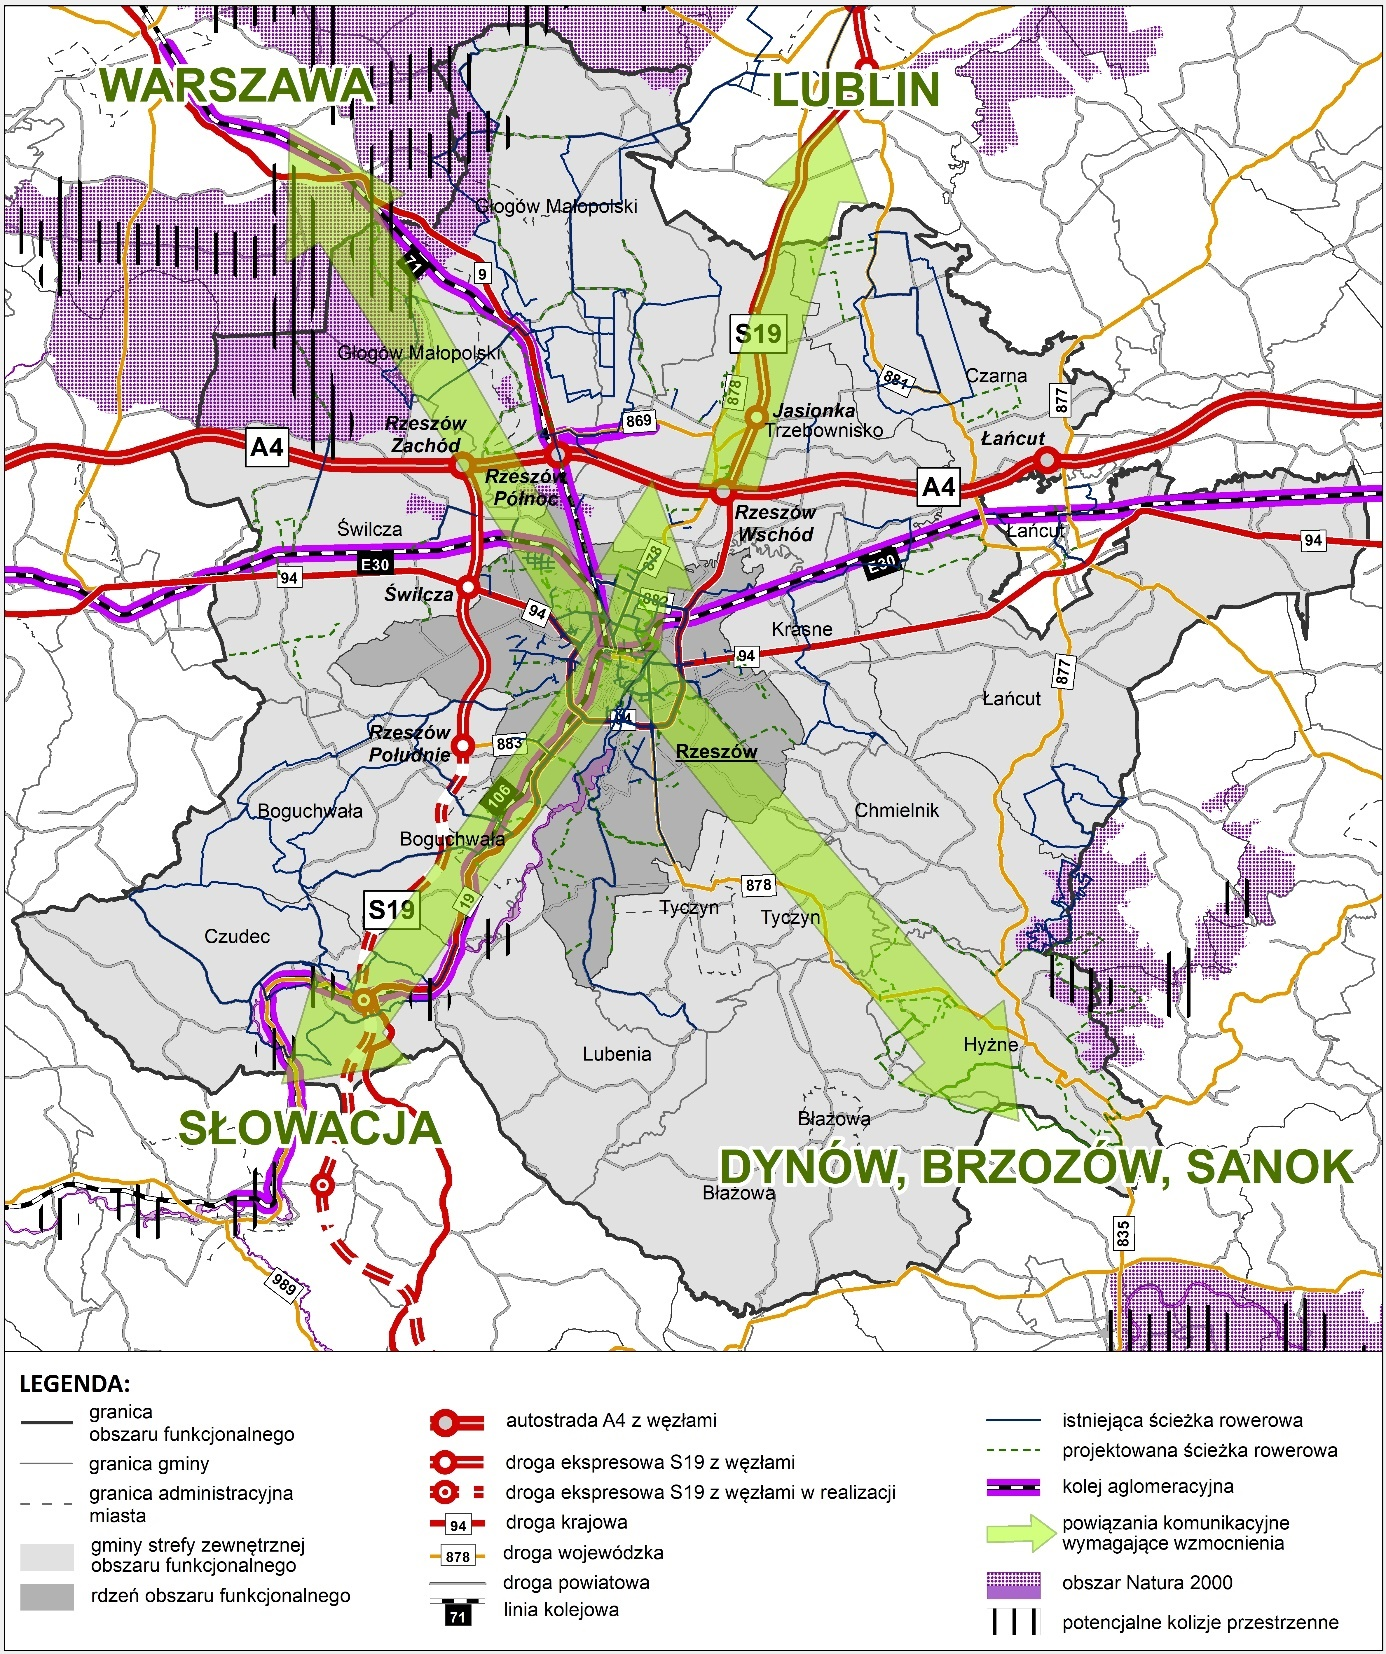 WARSZAWA
LUBLIN
Głogów Małopolski
71
9
S19
Głogów Małopolski
878
881
Czarna
877
Jasionka
Trzebownisko
Rzeszów
Zachód
869
A4
Łańcut
Rzeszów
Północ
A4
Rzeszów
Wschód
Świlcza
Łańcut
E30
94
858
E30
94
Świlcza
94
882
Krasne
94
877
Łańcut
Rzeszów
Południe
883
94
Rzeszów
106
Boguchwała
Boguchwała
Chmielnik
878
S19
19
Tyczyn
Tyczyn
Czudec
Lubenia
Hyżne
SŁOWACJA
Błażowa
DYNÓW, BRZOZÓW, SANOK
Błażowa
835
989
LEGENDA:
granica
obszaru funkcjonalnego
granica gminy
granica administracyjna
miasta
gminy strefy zewnętrznej
obszaru funkcjonalnego
rdzeń obszaru funkcjonalnego
autostrada A4 z węzłami
droga ekspresowa S19 z węzłami
droga ekspresowa S19 z węzłami w realizacji
94 droga krajowa
878 droga wojewódzka
droga powiatowa
71 linia kolejowa
istniejąca ścieżka rowerowa
projektowana ścieżka rowerowa
kolej aglomeracyjna
powiązania komunikacyjne
wymagające wzmocnienia
obszar Natura 2000
potencjalne kolizje przestrzenne